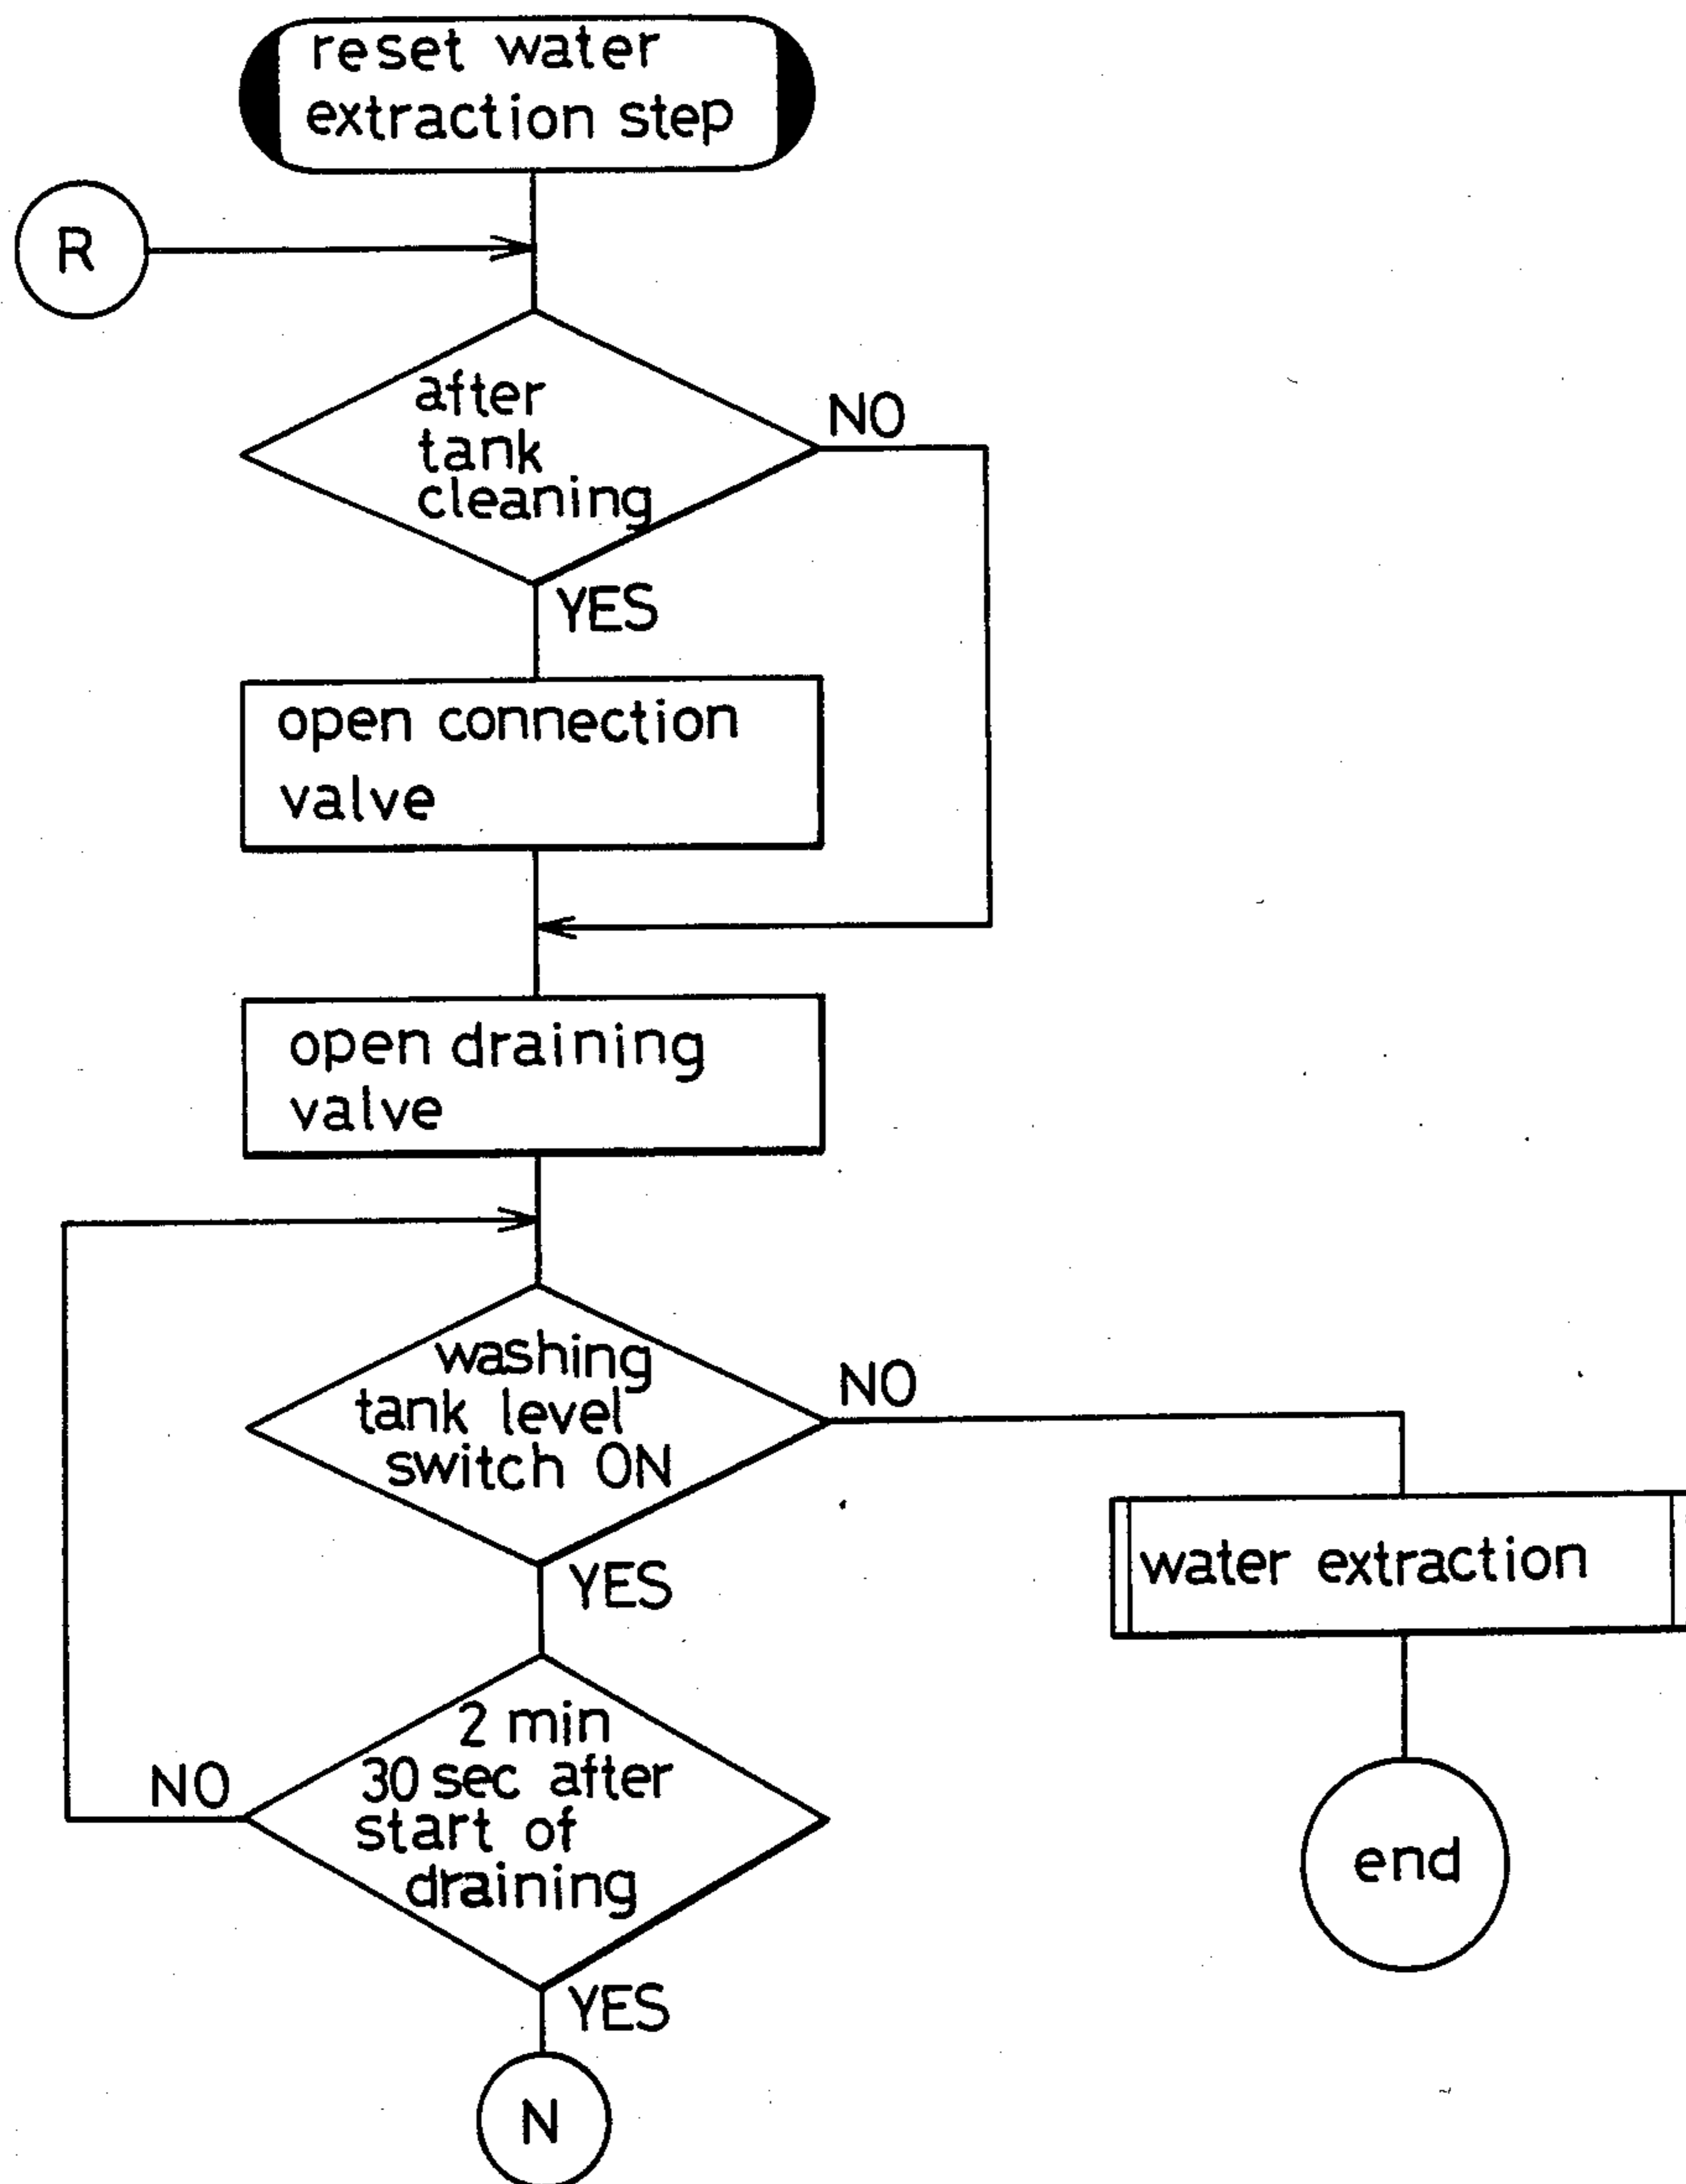 reset water
extraction step
R
after
tank
cleaning
NO
YES
open connection
valve
open draining
valve
washing
tank level
switch ON
NO
YES
water extraction
2 min
30 sec after
start of
draining
NO
end
YES
N